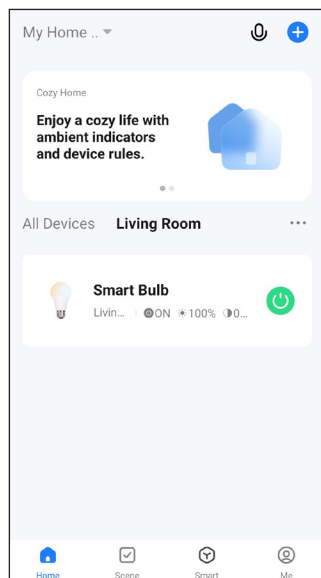 My Home ..
Cozy Home
Enjoy a cozy life with
ambient indicators
and device rules.
All Devices Living Room ...
Smart Bulb
Livin... ON 100% 0...
Home Scene Smart Me